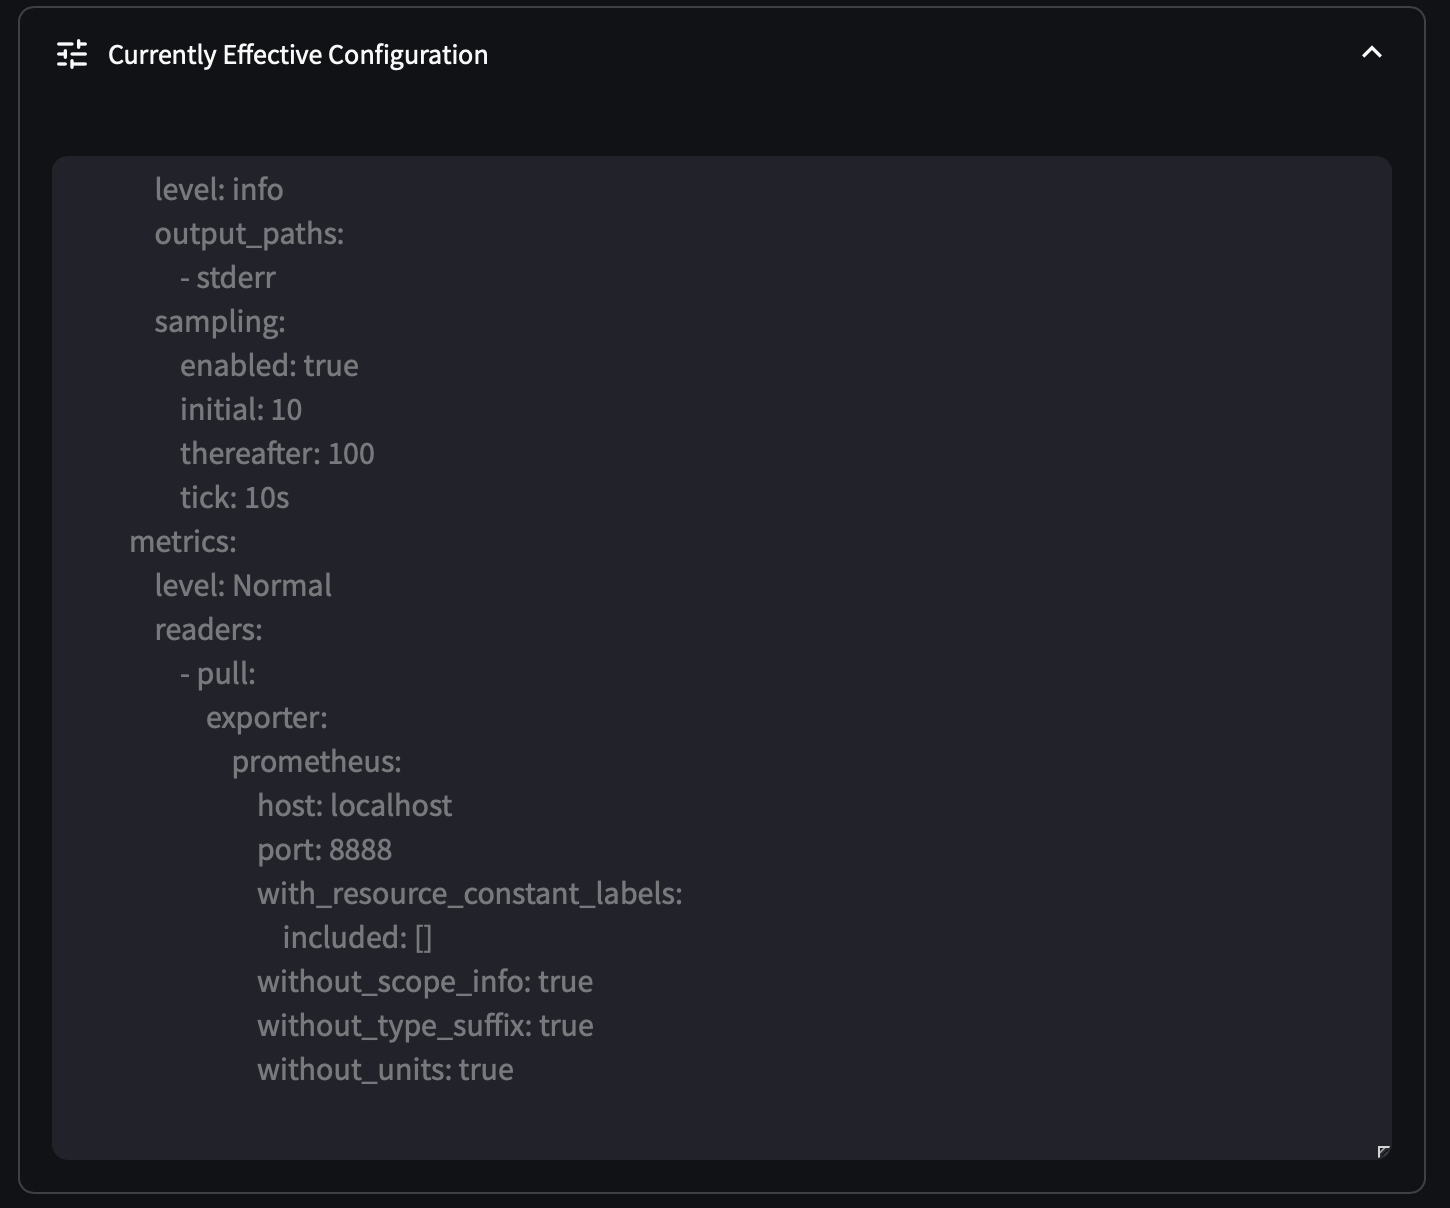 Currently Effective Configuration
level: info
output_paths:
- stderr
sampling:
enabled: true
initial: 10
thereafter: 100
tick: 10s
metrics:
level: Normal
readers:
- pull:
exporter:
prometheus:
host: localhost
port: 8888
with_resource_constant_labels:
included: []
without_scope_info: true
without_type_suffix: true
without_units: true